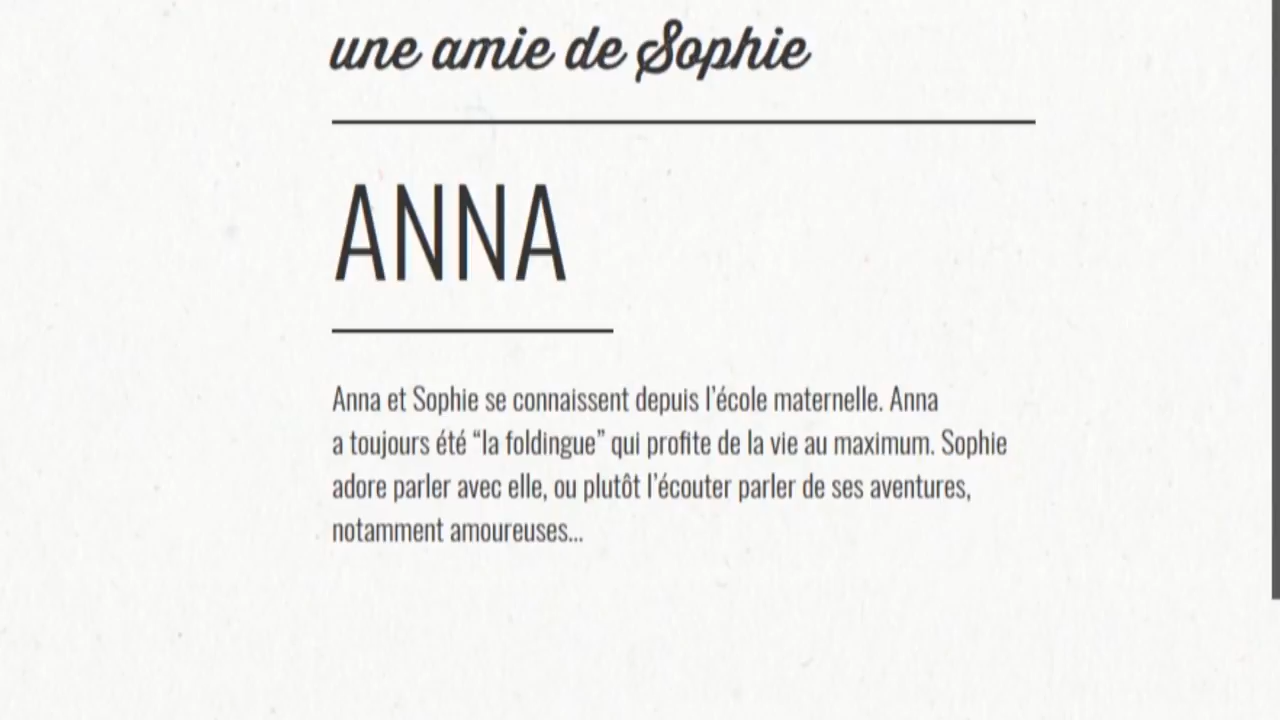 une amie de Sophie
ANNA
Anna et Sophie se connaissent depuis l’école maternelle. Anna
a toujours été “la foldingue” qui profite de la vie au maximum. Sophie
adore parler avec elle, ou plutôt l’écouter parler de ses aventures,
notamment amoureuses...